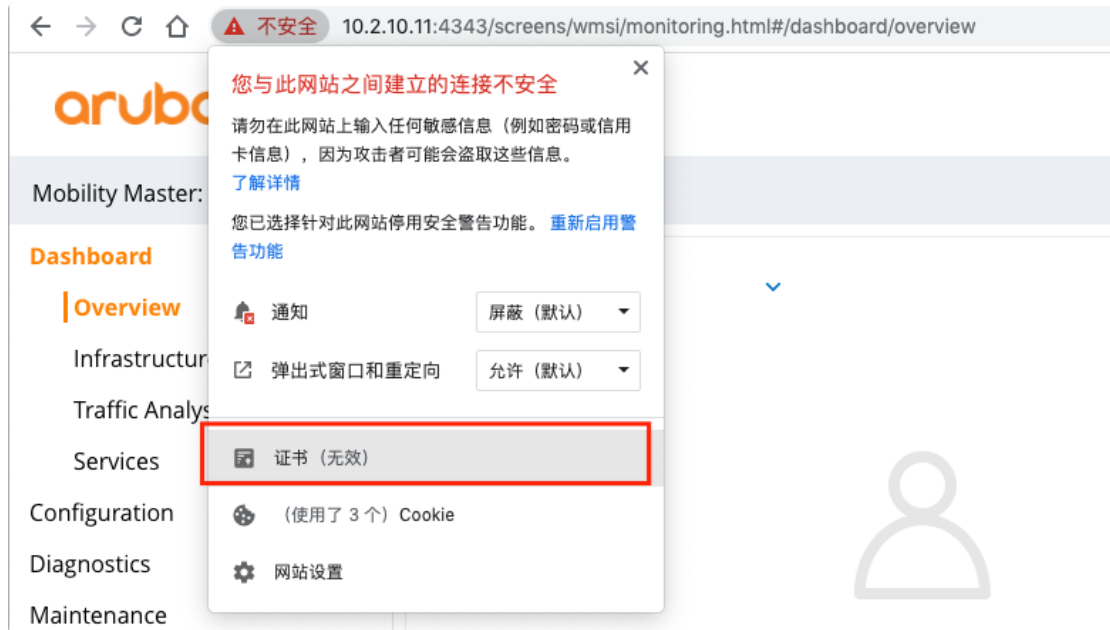 不安全 10.2.10.11:4343/screens/wmsi/monitoring.html#/dashboard/overview
aruba
Mobility Master:
Dashboard
Overview
Infrastructur
Traffic Analys
Services
Configuration
Diagnostics
Maintenance
您与此网站之间建立的连接不安全
请勿在此网站上输入任何敏感信息（例如密码或信用
卡信息），因为攻击者可能会盗取这些信息。
了解详情
您已选择针对此网站停用安全警告功能。 重新启用警
告功能
通知 屏蔽（默认）
弹出式窗口和重定向 允许（默认）
证书（无效）
（使用了 3 个）Cookie
网站设置